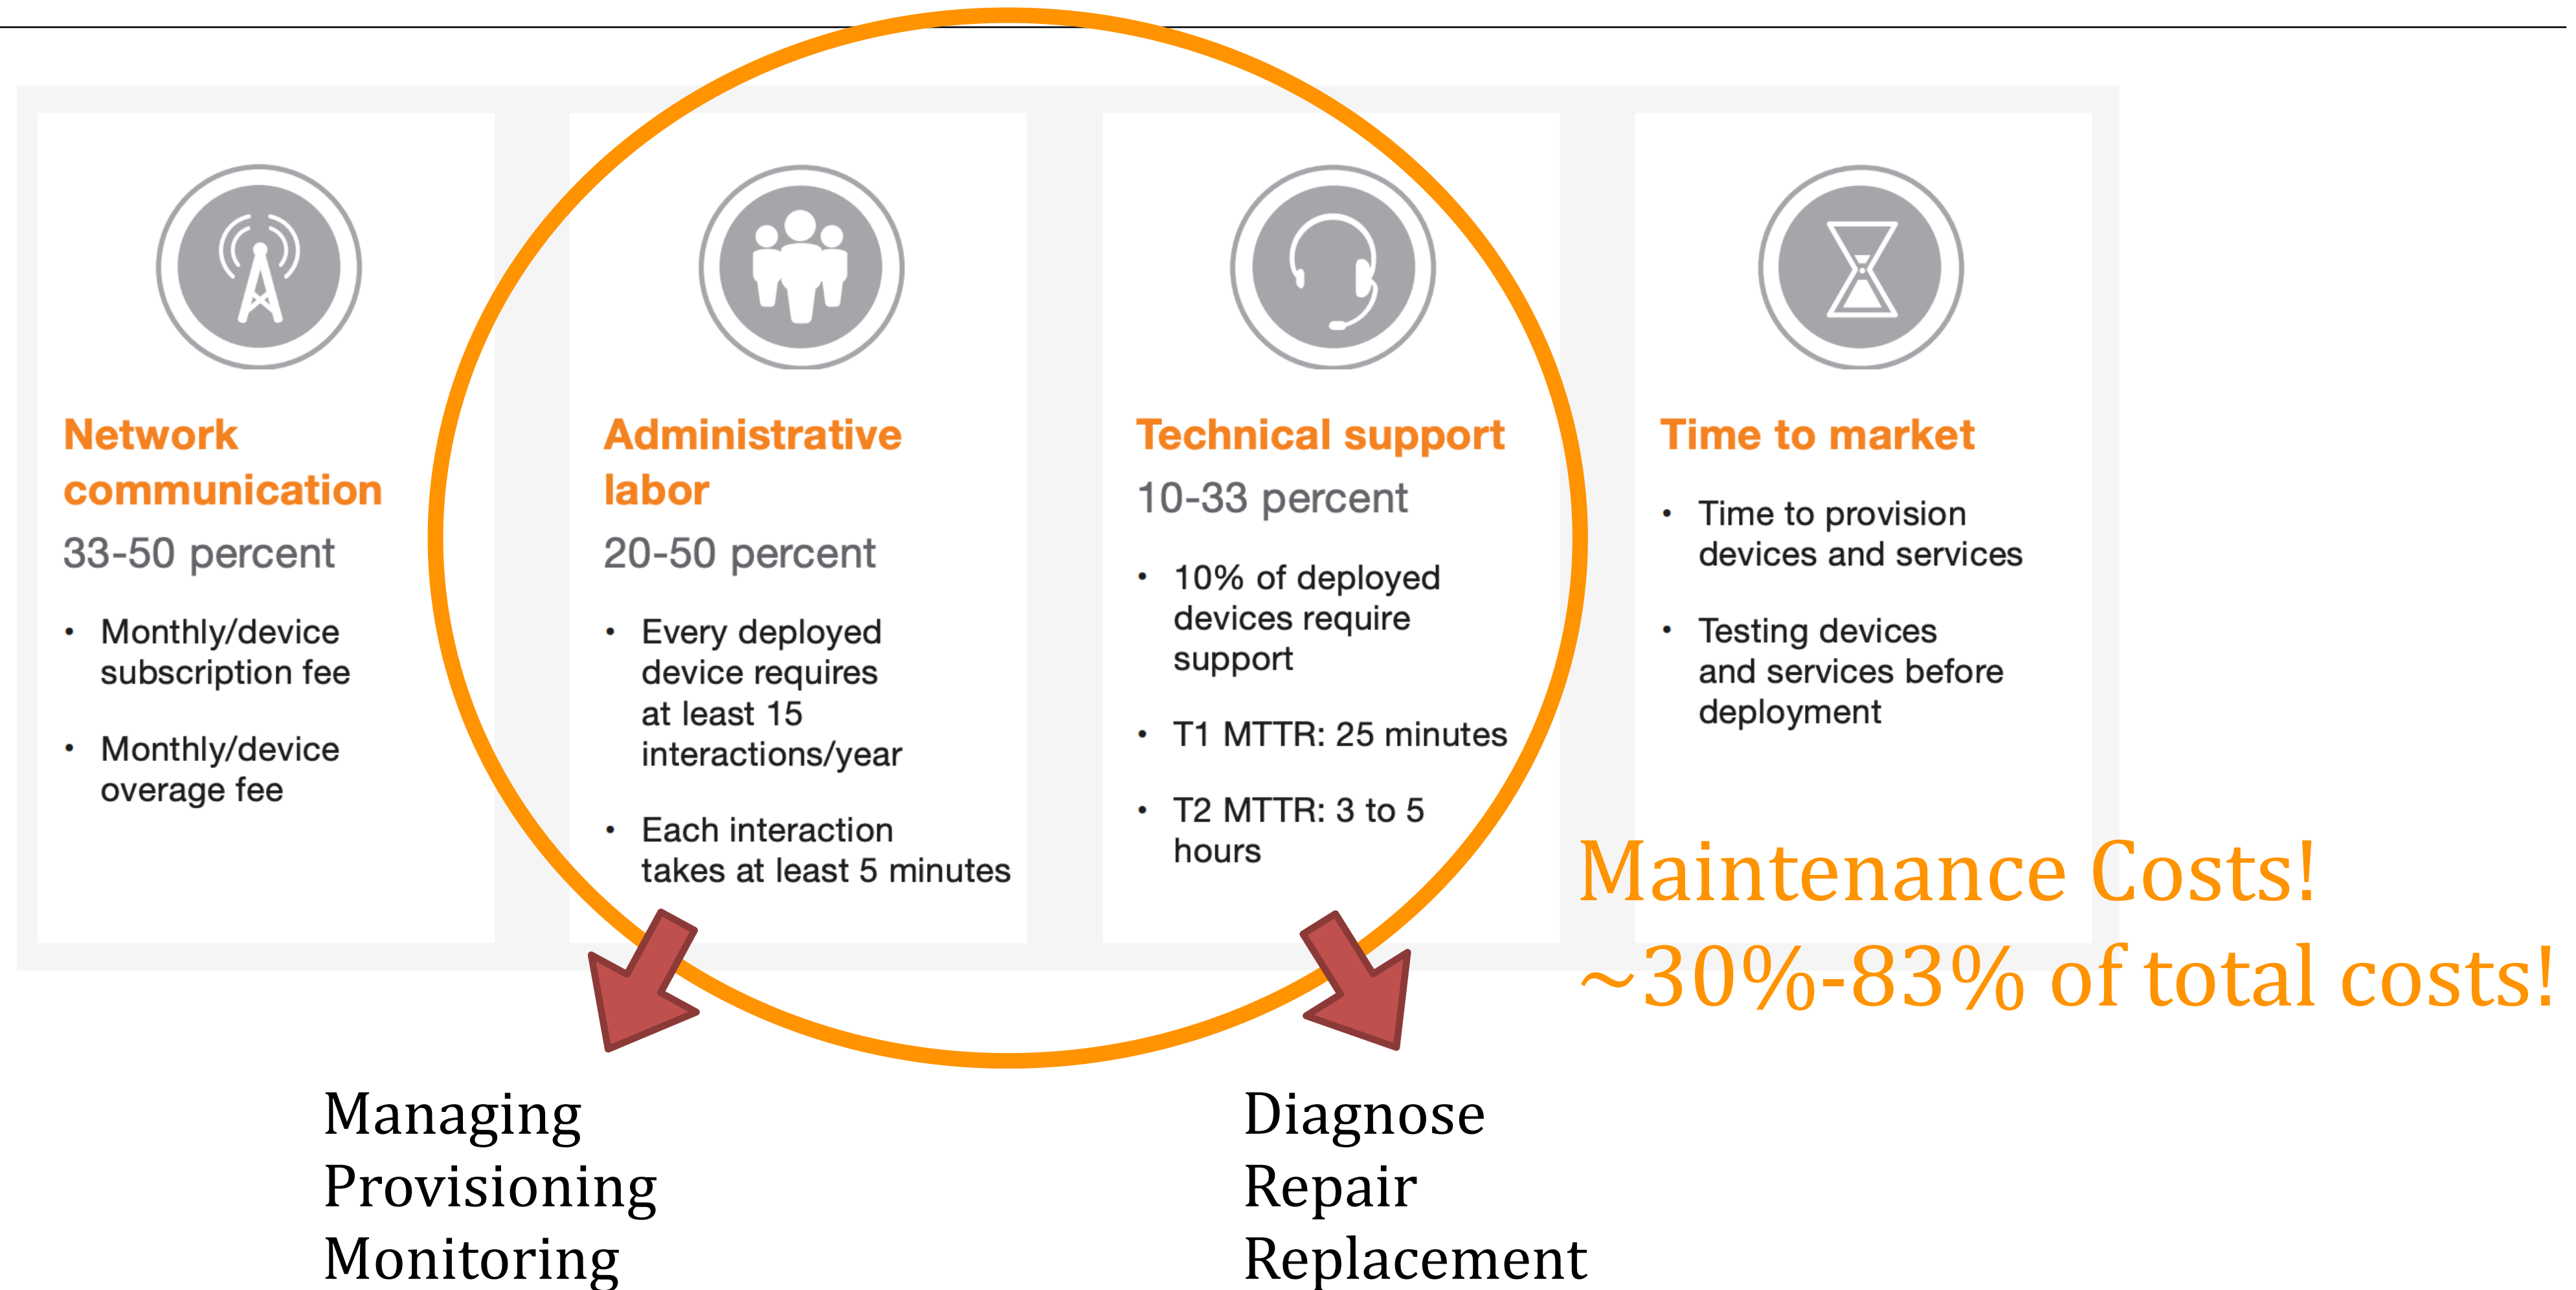 Network
communication
33-50 percent
• Monthly/device
subscription fee
• Monthly/device
overage fee
Administrative
labor
20-50 percent
• Every deployed
device requires
at least 15
interactions/year
• Each interaction
takes at least 5 minutes
Technical support
10-33 percent
• 10% of deployed
devices require
support
• T1 MTTR: 25 minutes
• T2 MTTR: 3 to 5
hours
Time to market
• Time to provision
devices and services
• Testing devices
and services before
deployment
Maintenance Costs!
~30%-83% of total costs!
Managing
Provisioning
Monitoring
Diagnose
Repair
Replacement